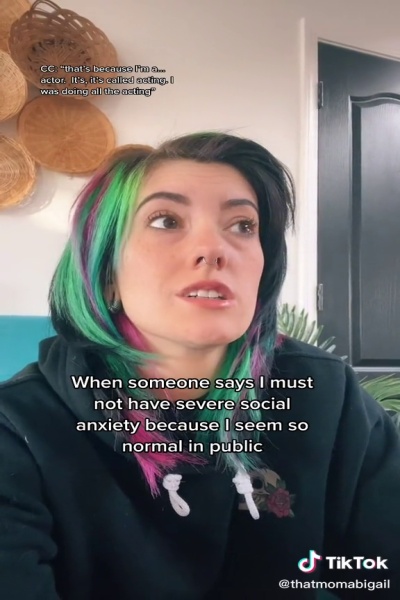 CC: "that's because I'm a...
actor. It's, it's called acting. I
was doing all the acting"
When someone says I must
not have severe social
anxiety because I seem so
normal in public
TikTok
@thatmomabigail